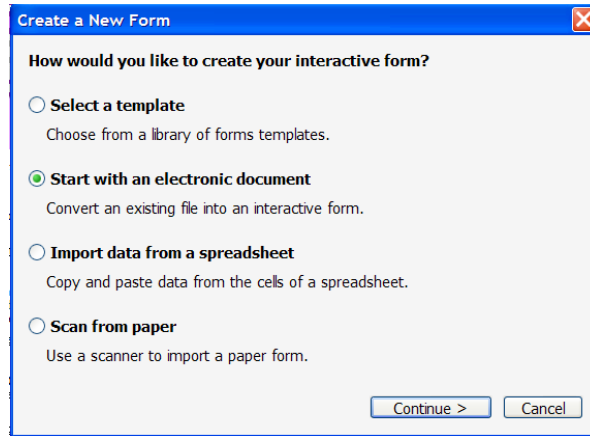 Create a New Form
How would you like to create your interactive form?
Select a template
Choose from a library of forms templates.
Start with an electronic document
Convert an existing file into an interactive form.
Import data from a spreadsheet
Copy and paste data from the cells of a spreadsheet.
Scan from paper
Use a scanner to import a paper form.
Continue > Cancel